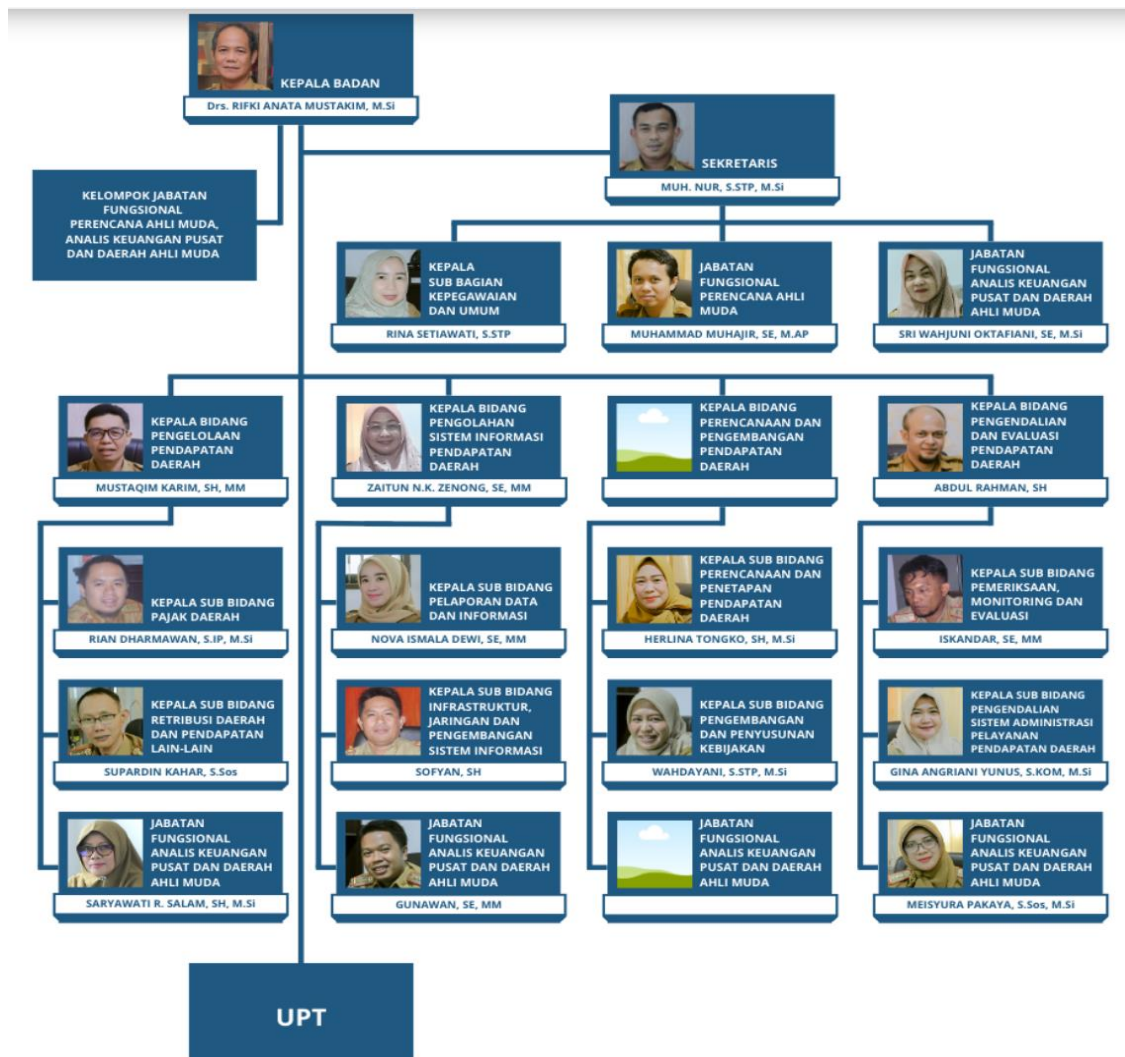 KEPALA BADAN
Drs. RIFKI ANATA MUSTAKIM, M.Si
SEKRETARIS
MUH. NUR, S.STP, M.Si
KELOMPOK JABATAN
FUNGSIONAL
PERENCANA AHLI MUDA,
ANALIS KEUANGAN PUSAT
DAN DAERAH AHLI MUDA
KEPALA
SUB BAGIAN
KEPEGAWAIAN
DAN UMUM
RINA SETIAWATI, S.STP
JABATAN
FUNGSIONAL
PERENCANA AHLI
MUDA
MUHAMMAD MUHAJIR, SE, M.AP
JABATAN
FUNGSIONAL
ANALIS KEUANGAN
PUSAT DAN DAERAH
AHLI MUDA
SRI WAHJUNI OKTAFIANI, SE, M.Si
KEPALA BIDANG
PENGELOLAAN
PENDAPATAN
DAERAH
MUSTAQIM KARIM, SH, MM
KEPALA BIDANG
PENGOLAHAN
SISTEM INFORMASI
PENDAPATAN
DAERAH
ZAITUN N.K. ZENONG, SE, MM
KEPALA BIDANG
PERENCANAAN DAN
PENGEMBANGAN
PENDAPATAN
DAERAH
KEPALA BIDANG
PENGENDALIAN
DAN EVALUASI
PENDAPATAN
DAERAH
ABDUL RAHMAN, SH
KEPALA SUB BIDANG
PAJAK DAERAH
RIAN DHARMAWAN, S.IP, M.Si
KEPALA SUB BIDANG
PELAPORAN DATA
DAN INFORMASI
NOVA ISMALA DEWI, SE, MM
KEPALA SUB BIDANG
PERENCANAAN DAN
PENETAPAN
PENDAPATAN
DAERAH
HERLINA TONGKO, SH, M.Si
KEPALA SUB BIDANG
PEMERIKSAAN,
MONITORING DAN
EVALUASI
ISKANDAR, SE, MM
KEPALA SUB BIDANG
RETRIBUSI DAERAH
DAN PENDAPATAN
LAIN-LAIN
SUPARDIN KAHAR, S.Sos
KEPALA SUB BIDANG
INFRASTRUKTUR,
JARINGAN DAN
PENGEMBANGAN
SISTEM INFORMASI
SOFYAN, SH
KEPALA SUB BIDANG
PENGEMBANGAN
DAN PENYUSUNAN
KEBIJAKAN
WAHDAYANI, S.STP, M.Si
KEPALA SUB BIDANG
PENGENDALIAN
SISTEM ADMINISTRASI
PELAYANAN
PENDAPATAN DAERAH
GINA ANGRIANI YUNUS, S.KOM, M.Si
JABATAN
FUNGSIONAL
ANALIS KEUANGAN
PUSAT DAN DAERAH
AHLI MUDA
SARYAWATI R. SALAM, SH, M.Si
JABATAN
FUNGSIONAL
ANALIS KEUANGAN
PUSAT DAN DAERAH
AHLI MUDA
GUNAWAN, SE, MM
JABATAN
FUNGSIONAL
ANALIS KEUANGAN
PUSAT DAN DAERAH
AHLI MUDA
JABATAN
FUNGSIONAL
ANALIS KEUANGAN
PUSAT DAN DAERAH
AHLI MUDA
MEISYURA PAKAYA, S.Sos, M.Si
UPT